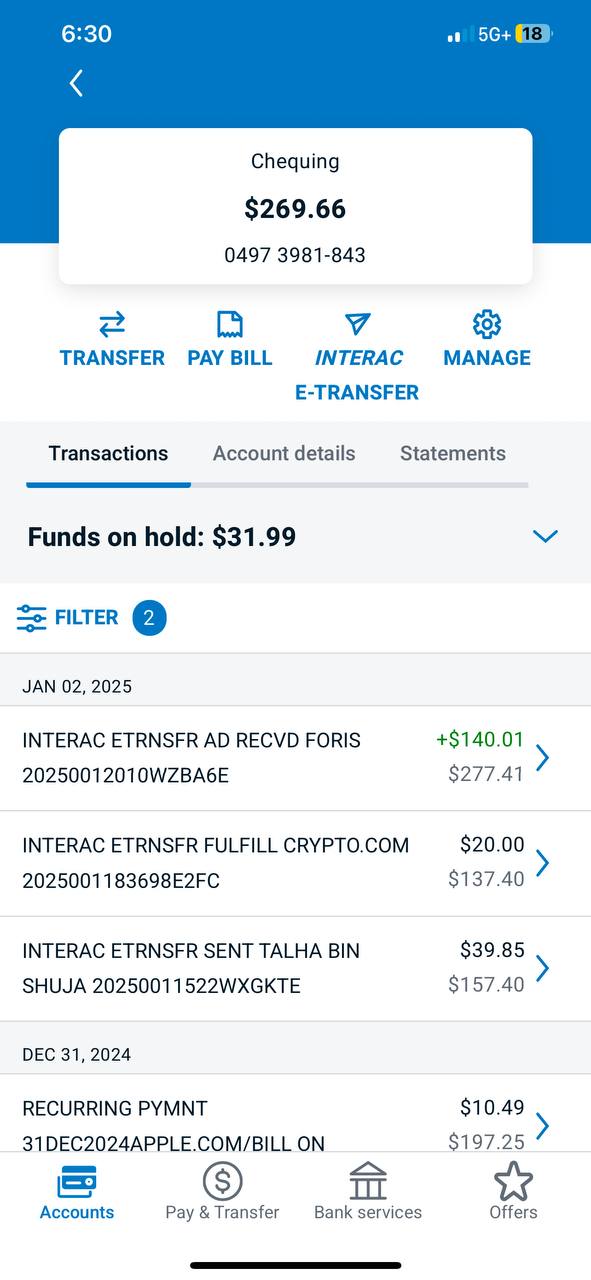 6:30
5G+ 18
Chequing
$269.66
0497 3981-843
TRANSFER
PAY BILL
INTERAC
E-TRANSFER
MANAGE
Transactions
Account details
Statements
Funds on hold: $31.99
FILTER 2
JAN 02, 2025
INTERAC ETRNSFR AD RECVD FORIS +$140.01
20250012010WZBA6E $277.41
INTERAC ETRNSFR FULFILL CRYPTO.COM $20.00
2025001183698E2FC $137.40
INTERAC ETRNSFR SENT TALHA BIN $39.85
SHUJA 20250011522WXGKTE $157.40
DEC 31, 2024
RECURRING PYMNT $10.49
31DEC2024APPLE.COM/BILL ON $197.25
Accounts
Pay & Transfer
Bank services
Offers